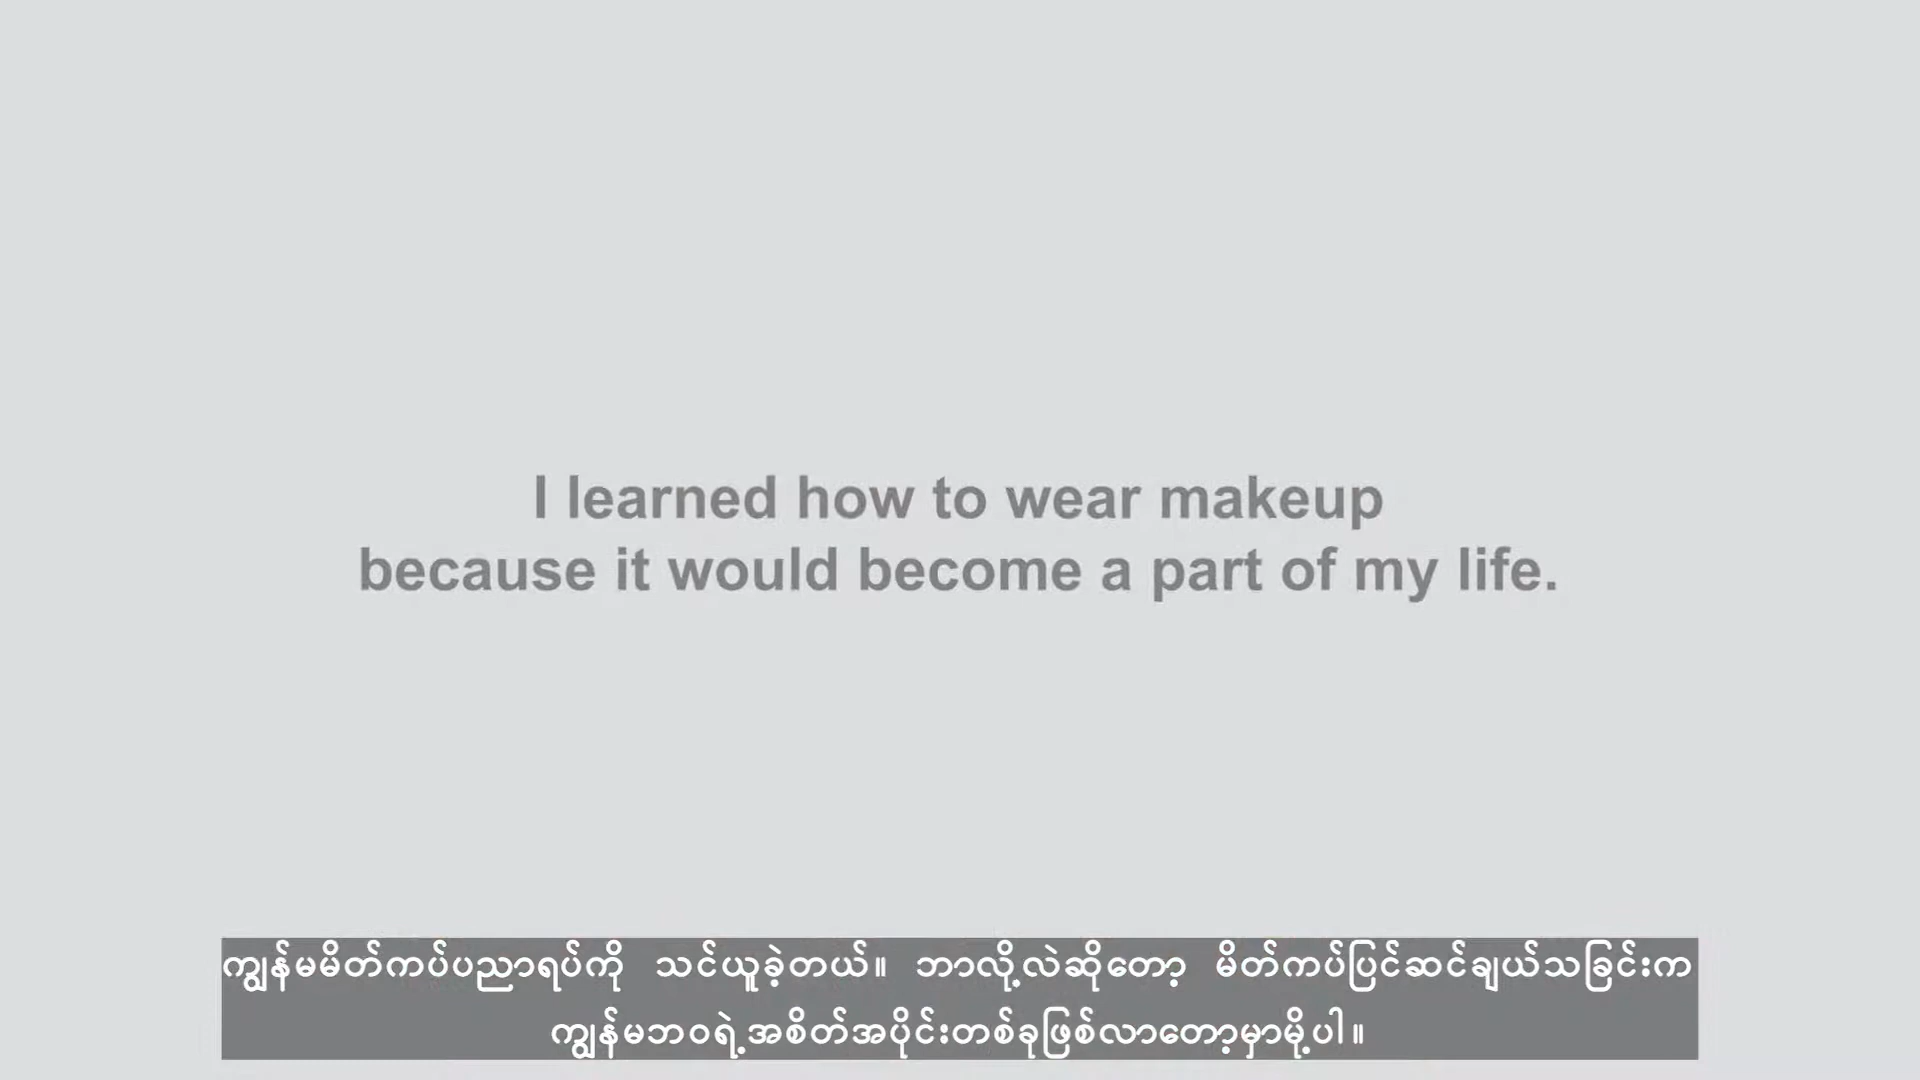 I learned how to wear makeup
because it would become a part of my life.
ကျွန်မမိတ်ကပ်ပညာရပ်ကို သင်ယူခဲ့တယ်။ ဘာလို့လဲဆိုတော့ မိတ်ကပ်ပြင်ဆင်ချယ်သခြင်းက
ကျွန်မဘဝရဲ့အစိတ်အပိုင်းတစ်ခုဖြစ်လာတော့မှာမို့ပါ။